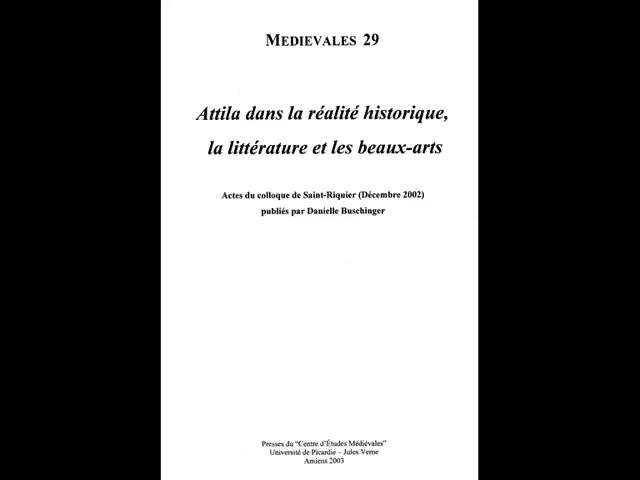 MEDIEVALES 29
Attila dans la réalité historique,
la littérature et les beaux-arts
Actes du colloque de Saint-Riquier (Décembre 2002)
publiés par Danielle Buschinger
Presses du "Centre d'Études Médiévales"
Université de Picardie – Jules Verne
Amiens 2003